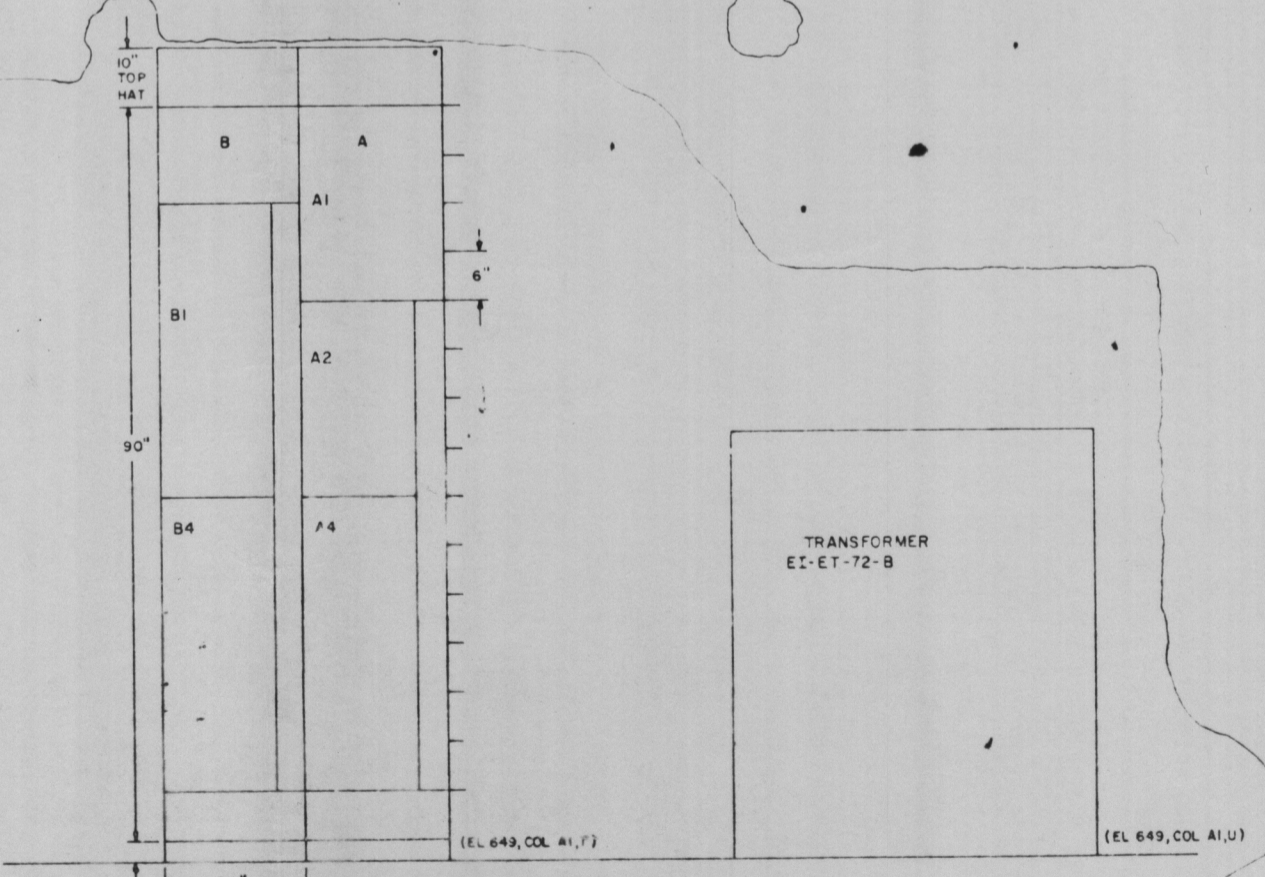 10"
TOP
HAT
B
A
A1
6"
B1
A2
90"
B4
A4
TRANSFORMER
EI-ET-72-B
(EL 649, COL A1,
(EL 649, COL A1,U)